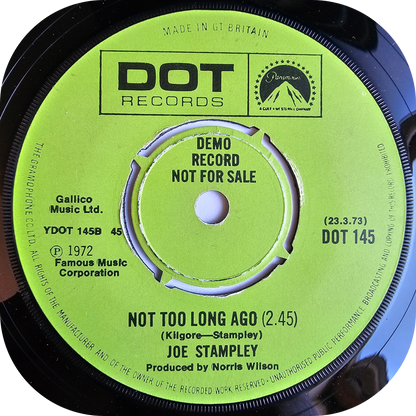 MADE IN GT BRITAIN
DOT
RECORDS
Paramount
DEMO
RECORD
NOT FOR SALE
Gallico
Music Ltd.
YDOT 145B 45
℗ 1972
Famous Music
Corporation
(23.3.73)
DOT 145
NOT TOO LONG AGO (2.45)
(Kilgore—Stampley)
JOE STAMPLEY
Produced by Norris Wilson
THE GRAMOPHONE CO. LTD. ALL RIGHTS OF THE MANUFACTURER AND OF THE OWNER OF THE RECORDED WORK RESERVED • UNAUTHORISED PUBLIC PERFORMANCE, BROADCASTING AND COPYING OF THIS